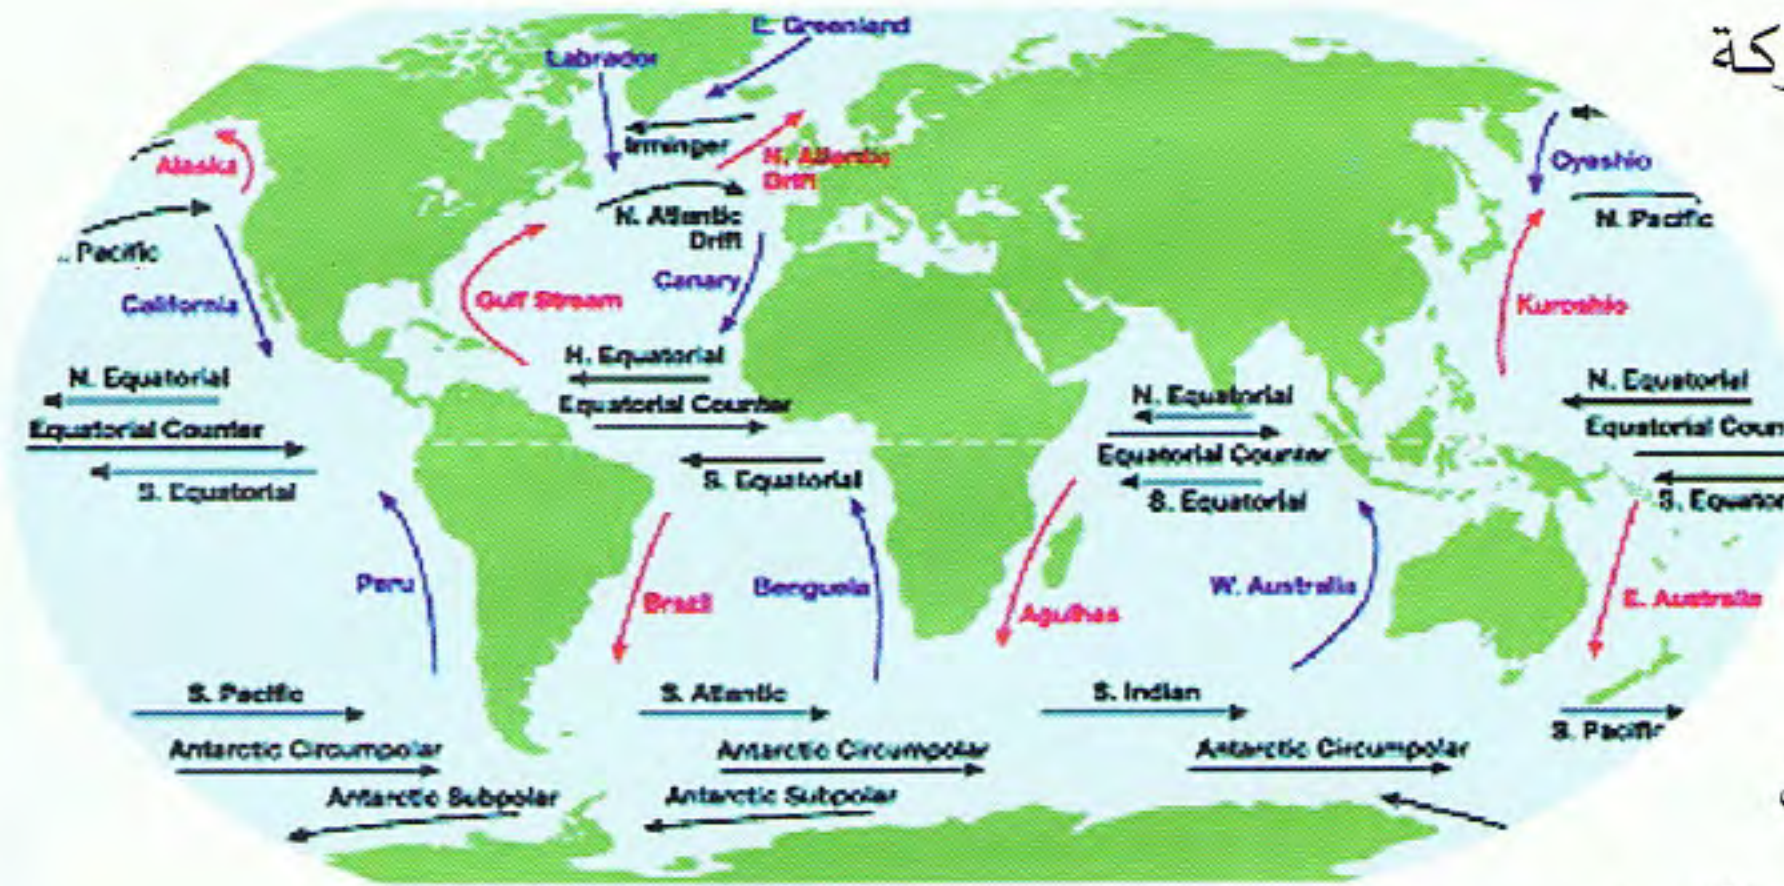 E. Greenland
Labrador
Irminger
N. Atlantic
Drift
Alaska
N. Atlantic
Drift
Pacific
Oyashio
N. Pacific
California
Gulf Stream
Canary
Kuroshio
N. Equatorial
N. Equatorial
N. Equatorial
N. Equatorial
Equatorial Counter
Equatorial Counter
Equatorial Counter
Equatorial
S. Equatorial
S. Equatorial
S. Equatorial
Peru
Brazil
Benguela
Agulhas
W. Australia
E. Australia
S. Pacific
S. Atlantic
S. Indian
S. Pacific
Antarctic Circumpolar
Antarctic Circumpolar
Antarctic Circumpolar
Antarctic Subpolar
Antarctic Subpolar